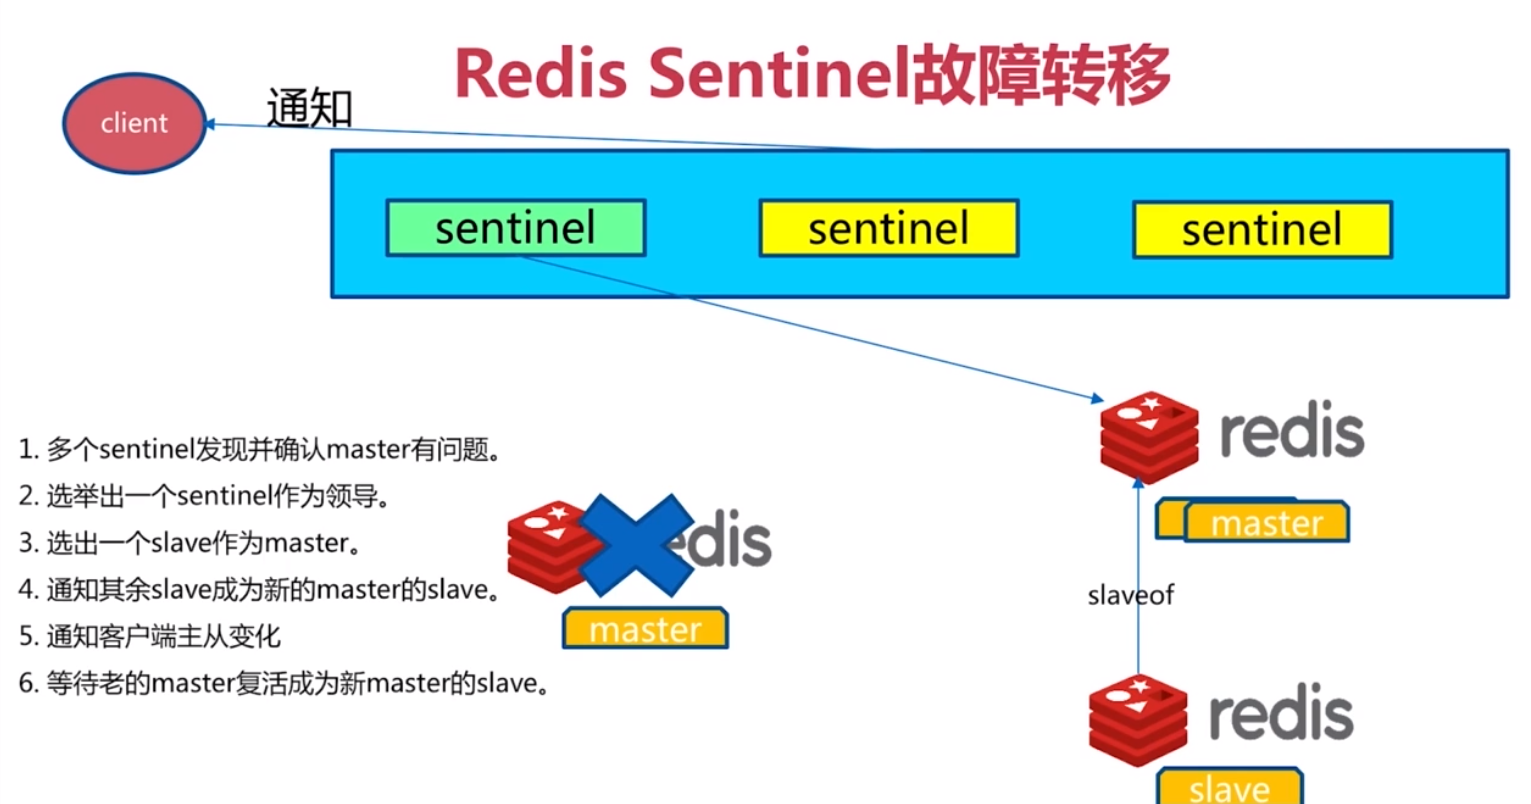 Redis Sentinel故障转移
client
通知
sentinel
sentinel
sentinel
1. 多个sentinel发现并确认master有问题。
2. 选举出一个sentinel作为领导。
3. 选出一个slave作为master。
4. 通知其余slave成为新的master的slave。
5. 通知客户端主从变化
6. 等待老的master复活成为新master的slave。
edis
master
redis
master
slaveof
redis
slave